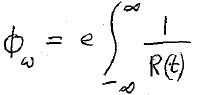 ϕ_ω = e ∫_{-∞}^{∞} 1/R(t)